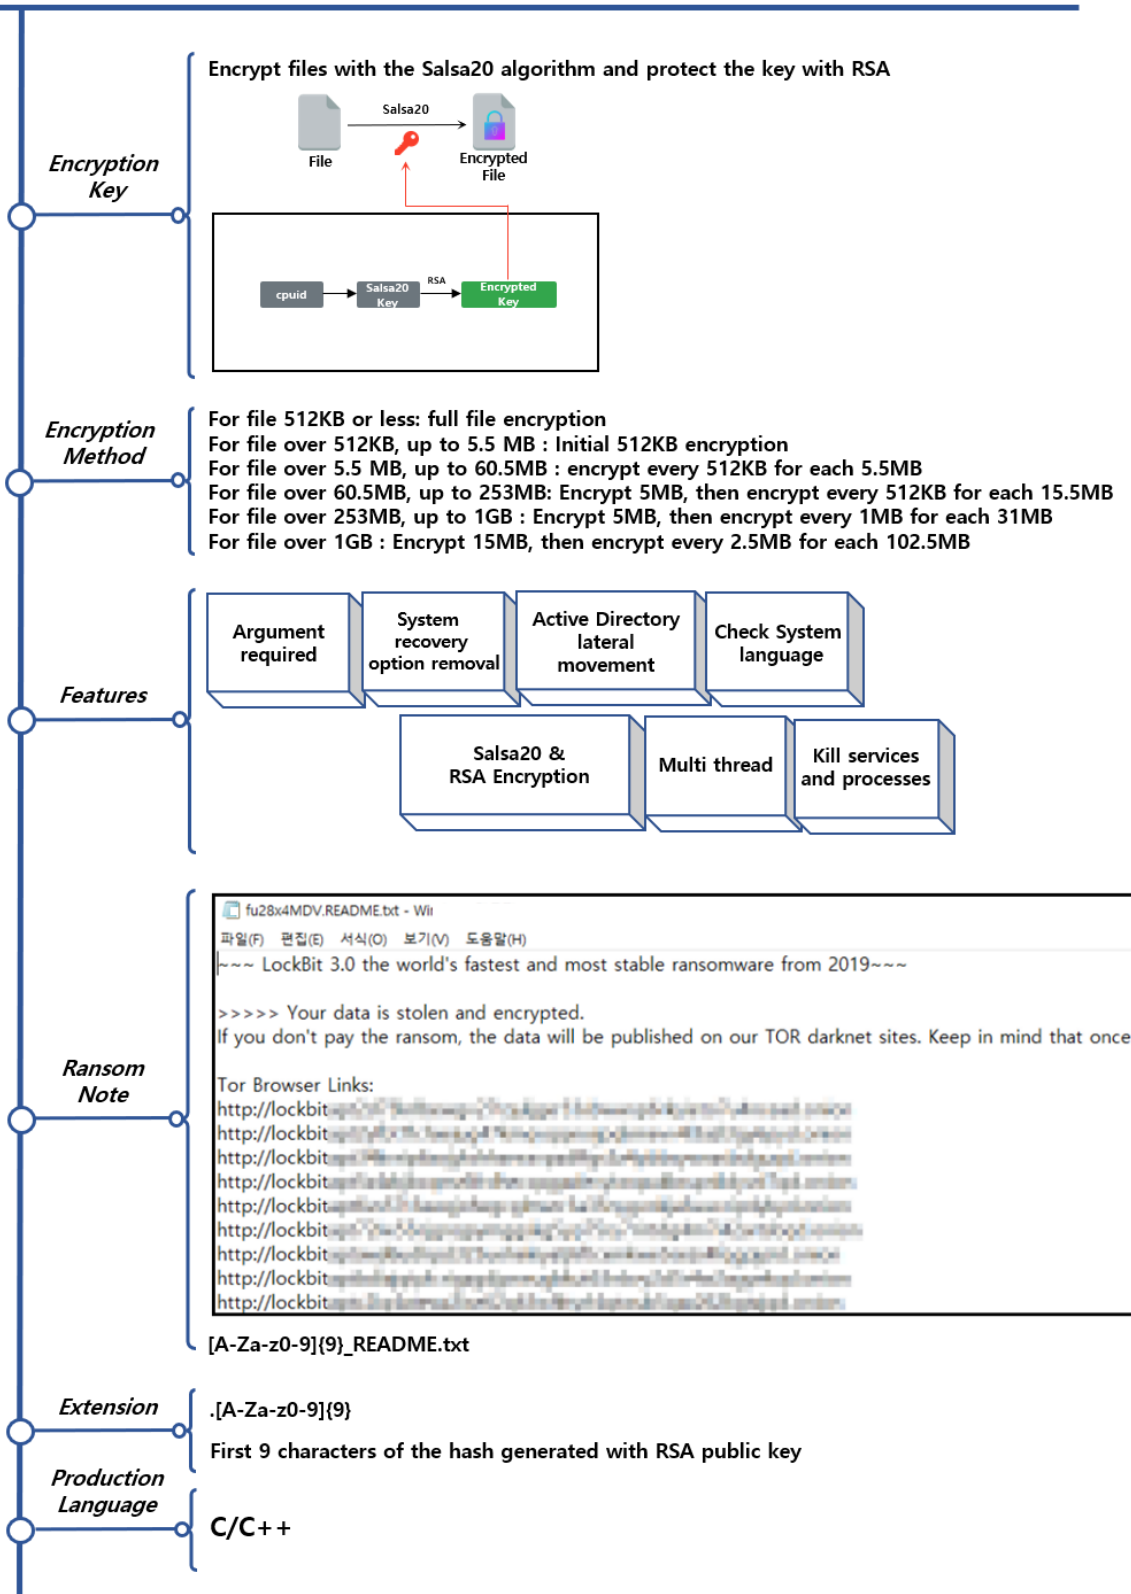 Encryption
Key
Encrypt files with the Salsa20 algorithm and protect the key with RSA
Salsa20
File
Encrypted
File
cpuid
Salsa20
Key
RSA
Encrypted
Key
Encryption
Method
For file 512KB or less: full file encryption
For file over 512KB, up to 5.5 MB : Initial 512KB encryption
For file over 5.5 MB, up to 60.5MB : encrypt every 512KB for each 5.5MB
For file over 60.5MB, up to 253MB: Encrypt 5MB, then encrypt every 512KB for each 15.5MB
For file over 253MB, up to 1GB : Encrypt 5MB, then encrypt every 1MB for each 31MB
For file over 1GB : Encrypt 15MB, then encrypt every 2.5MB for each 102.5MB
Features
Argument
required
System
recovery
option removal
Active Directory
lateral
movement
Check System
language
Salsa20 &
RSA Encryption
Multi thread
Kill services
and processes
Ransom
Note
fu28x4MDV.README.txt - Wi
파일(F) 편집(E) 서식(O) 보기(V) 도움말(H)
~~~ LockBit 3.0 the world's fastest and most stable ransomware from 2019~~~
>>>>> Your data is stolen and encrypted.
If you don't pay the ransom, the data will be published on our TOR darknet sites. Keep in mind that once
Tor Browser Links:
http://lockbit
http://lockbit
http://lockbit
http://lockbit
http://lockbit
http://lockbit
http://lockbit
http://lockbit
http://lockbit
[A-Za-z0-9]{9}_README.txt
Extension
.[A-Za-z0-9]{9}
First 9 characters of the hash generated with RSA public key
Production
Language
C/C++